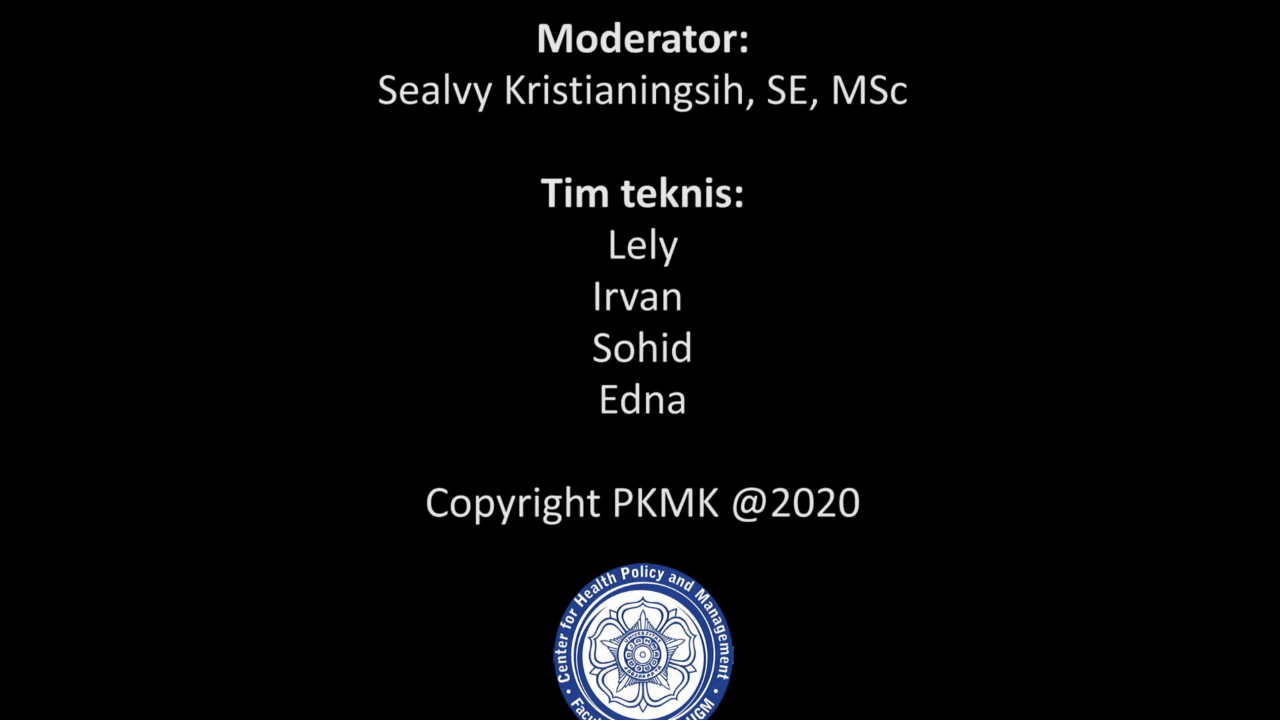 Moderator:
Sealvy Kristianingsih, SE, MSc
Tim teknis:
Lely
Irvan
Sohid
Edna
Copyright PKMK @2020
Center for Health Policy and Management